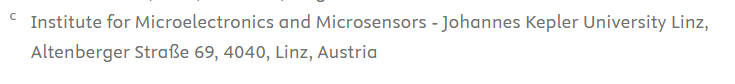 c Institute for Microelectronics and Microsensors - Johannes Kepler University Linz,
Altenberger Straße 69, 4040, Linz, Austria